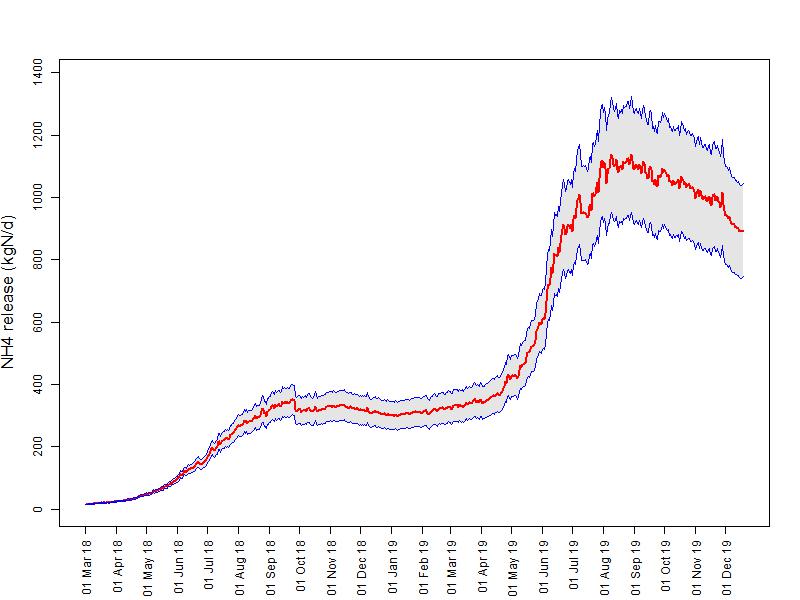 NH4 release (kgN/d)
1400
1200
1000
800
600
400
200
0
01 Mar 18
01 Apr 18
01 May 18
01 Jun 18
01 Jul 18
01 Aug 18
01 Sep 18
01 Oct 18
01 Nov 18
01 Dec 18
01 Jan 19
01 Feb 19
01 Mar 19
01 Apr 19
01 May 19
01 Jun 19
01 Jul 19
01 Aug 19
01 Sep 19
01 Oct 19
01 Nov 19
01 Dec 19